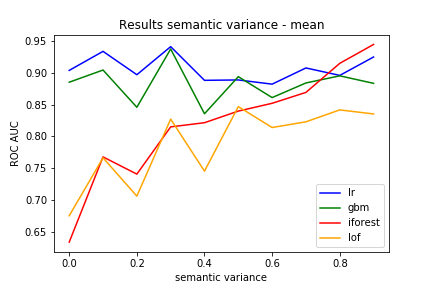 Results semantic variance - mean
0.95
0.90
0.85
0.80
0.75
0.70
0.65
ROC AUC
0.0
0.2
0.4
0.6
0.8
semantic variance
lr
gbm
iforest
lof